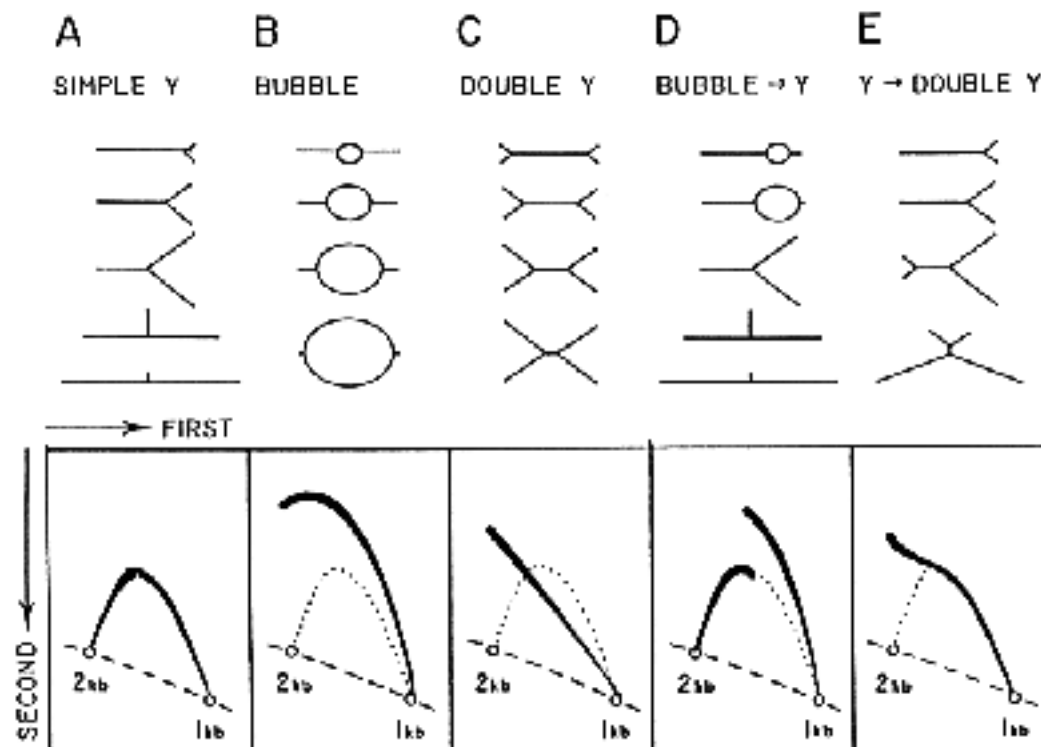 A B C D E
SIMPLE Y BUBBLE DOUBLE Y BUBBLE → Y Y → DOUBLE Y
FIRST
SECOND
2kb 2kb 2kb 2kb 2kb
1kb 1kb 1kb 1kb 1kb